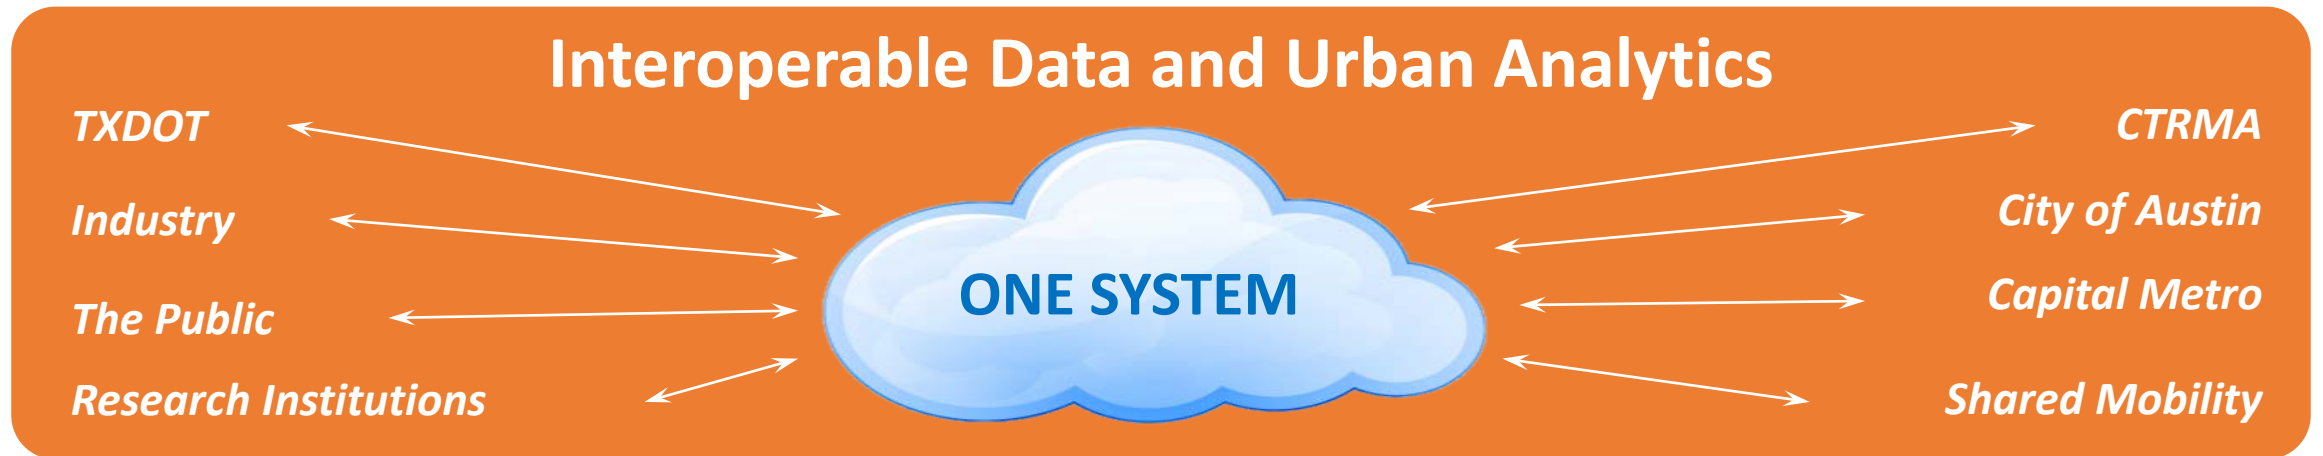 Interoperable Data and Urban Analytics
TXDOT
Industry
The Public
Research Institutions
ONE SYSTEM
CTRMA
City of Austin
Capital Metro
Shared Mobility